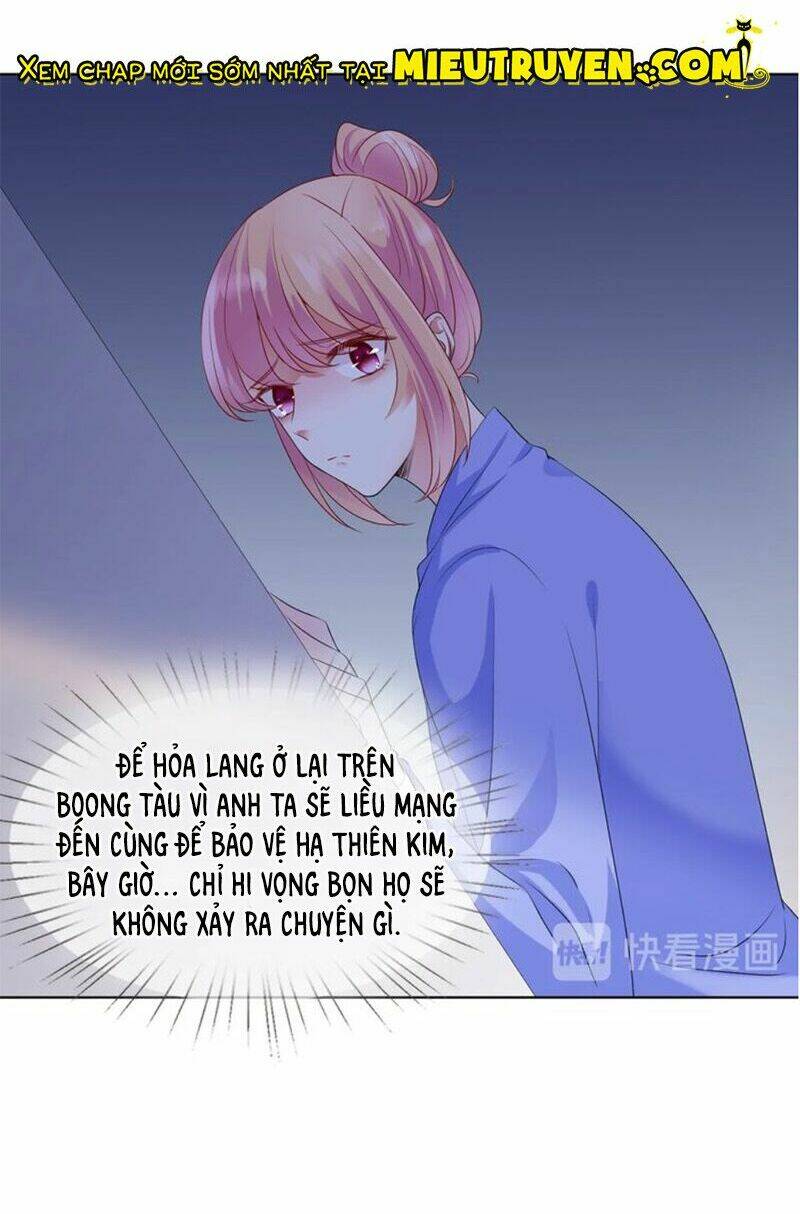 XEM CHAP MỚI SỚM NHẤT TẠI MIEUTRUYEN.COM
ĐỂ HỎA LANG Ở LẠI TRÊN
BOONG TÀU VÌ ANH TA SẼ LIỀU MẠNG
ĐẾN CÙNG ĐỂ BẢO VỆ HẠ THIÊN KIM,
BÂY GIỜ... CHỈ HI VỌNG BỌN HỌ SẼ
KHÔNG XẢY RA CHUYỆN GÌ.
快看! 快看漫画